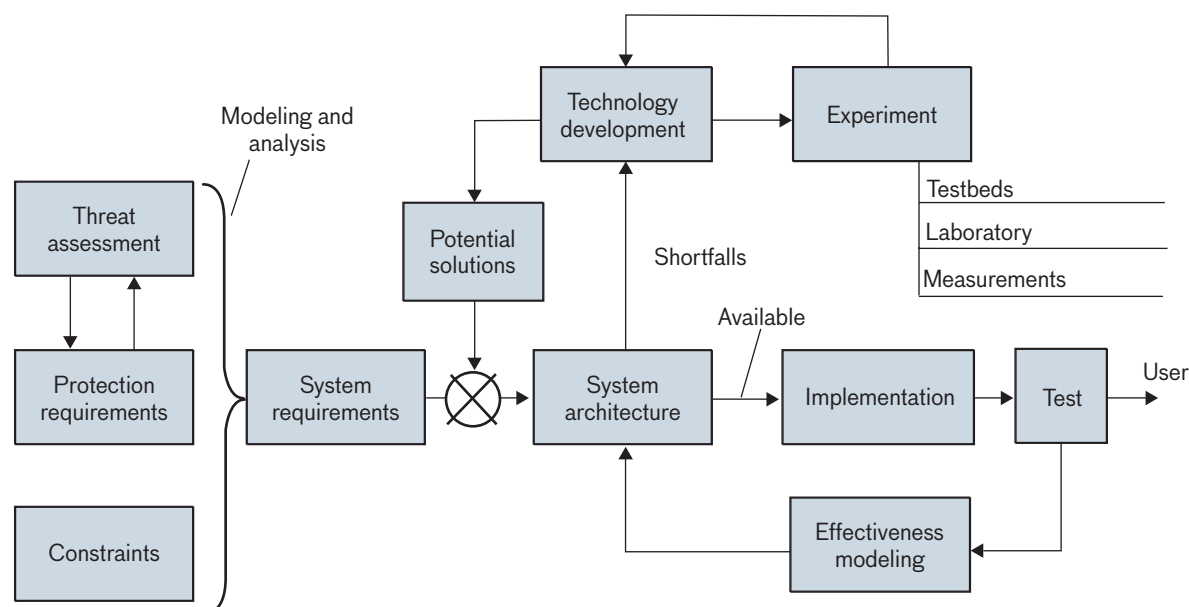 Modeling and
analysis
Technology
development
Experiment
Testbeds
Laboratory
Measurements
Threat
assessment
Potential
solutions
Shortfalls
Available
Protection
requirements
System
requirements
System
architecture
Implementation
Test
User
Constraints
Effectiveness
modeling